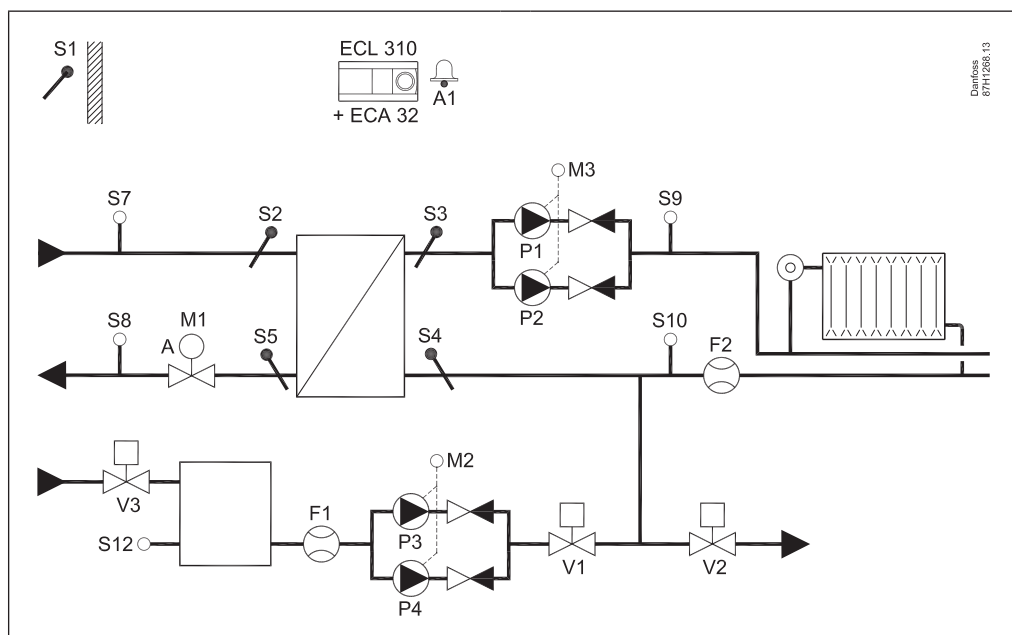 S1
ECL 310
A1
+ ECA 32
Danfoss
87H1268.13
M3
S7
S2
S3
P1
S9
P2
S8
M1
A
S5
S4
S10
F2
V3
S12
F1
M2
P3
P4
V1
V2